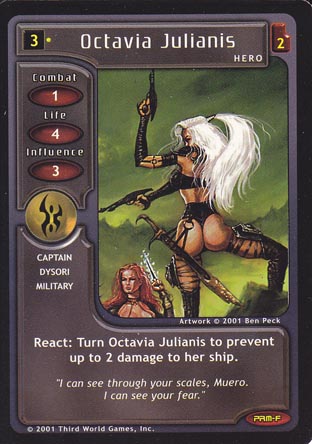 3
Octavia Julianis
2
HERO
Combat
1
Life
4
Influence
3
CAPTAIN
DYSORI
MILITARY
Artwork © 2001 Ben Peck
React: Turn Octavia Julianis to prevent
up to 2 damage to her ship.
"I can see through your scales, Muero.
I can see your fear."
© 2001 Third World Games, Inc.
PRM-F